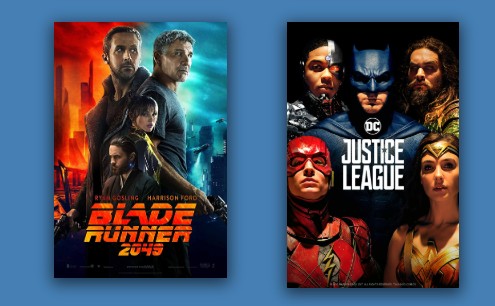 RYAN GOSLING / HARRISON FORD
BLADE
RUNNER
2049
DC
JUSTICE
LEAGUE